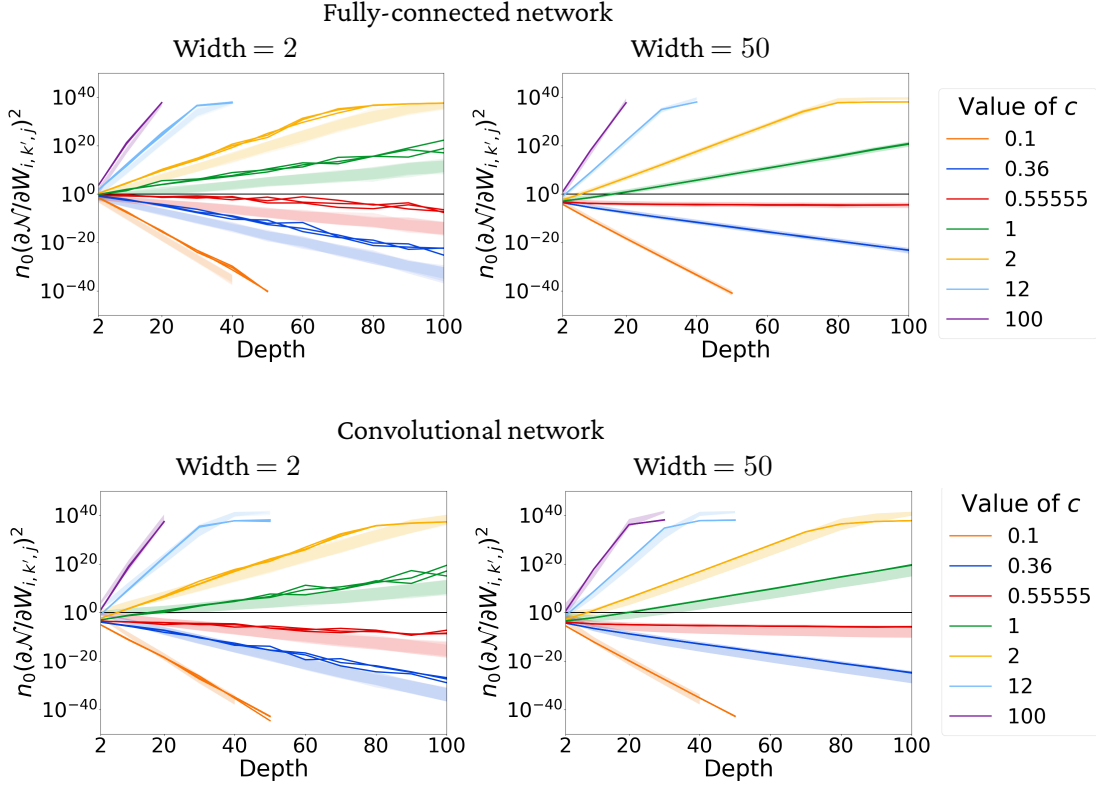 Fully-connected network
Width = 2
Width = 50
n₀(∂𝒩/∂W_{i,k′,j})²
10^40
10^20
10^0
10^−20
10^−40
2 20 40 60 80 100
Depth
n₀(∂𝒩/∂W_{i,k′,j})²
10^40
10^20
10^0
10^−20
10^−40
2 20 40 60 80 100
Depth
Value of c
0.1
0.36
0.55555
1
2
12
100
Convolutional network
Width = 2
Width = 50
n₀(∂𝒩/∂W_{i,k′,j})²
10^40
10^20
10^0
10^−20
10^−40
2 20 40 60 80 100
Depth
n₀(∂𝒩/∂W_{i,k′,j})²
10^40
10^20
10^0
10^−20
10^−40
2 20 40 60 80 100
Depth
Value of c
0.1
0.36
0.55555
1
2
12
100